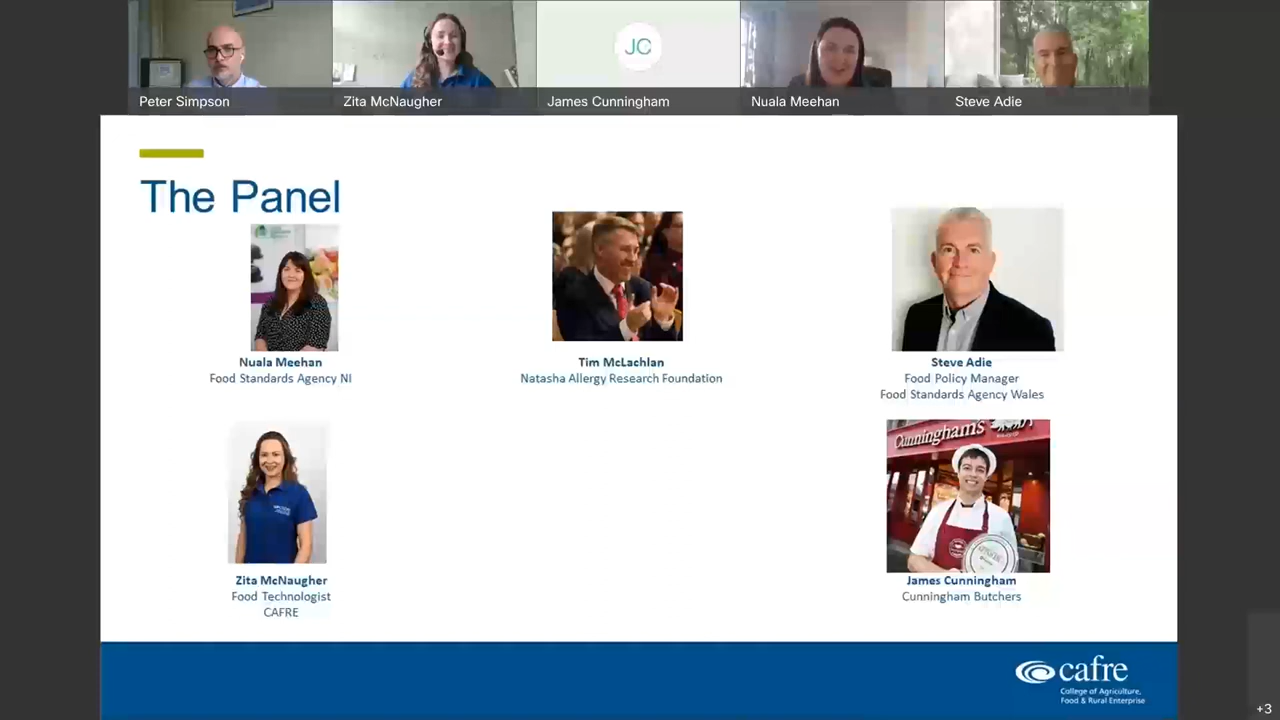 Peter Simpson
Zita McNaugher
JC
James Cunningham
Nuala Meehan
Steve Adie
The Panel
Nuala Meehan
Food Standards Agency NI
Tim McLachlan
Natasha Allergy Research Foundation
Steve Adie
Food Policy Manager
Food Standards Agency Wales
Cunningham's
Zita McNaugher
Food Technologist
CAFRE
James Cunningham
Cunningham Butchers
cafre
College of Agriculture,
Food & Rural Enterprise
+3